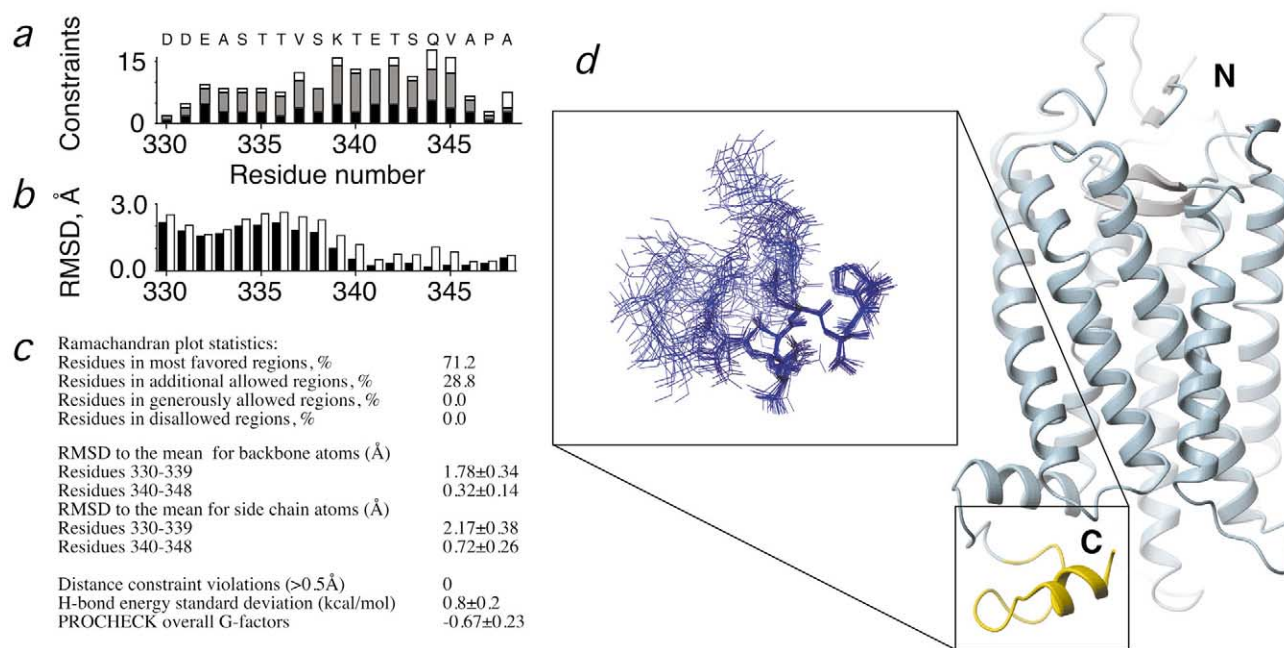 a
D D E A S T T V S K T E T S Q V A P A
15
Constraints
0
330 335 340 345
Residue number
b
3.0
RMSD, Å
0.0
330 335 340 345
c
Ramachandran plot statistics:
Residues in most favored regions, % 71.2
Residues in additional allowed regions, % 28.8
Residues in generously allowed regions, % 0.0
Residues in disallowed regions, % 0.0
RMSD to the mean for backbone atoms (Å)
Residues 330-339 1.78±0.34
Residues 340-348 0.32±0.14
RMSD to the mean for side chain atoms (Å)
Residues 330-339 2.17±0.38
Residues 340-348 0.72±0.26
Distance constraint violations (>0.5Å) 0
H-bond energy standard deviation (kcal/mol) 0.8±0.2
PROCHECK overall G-factors -0.67±0.23
d
N
C